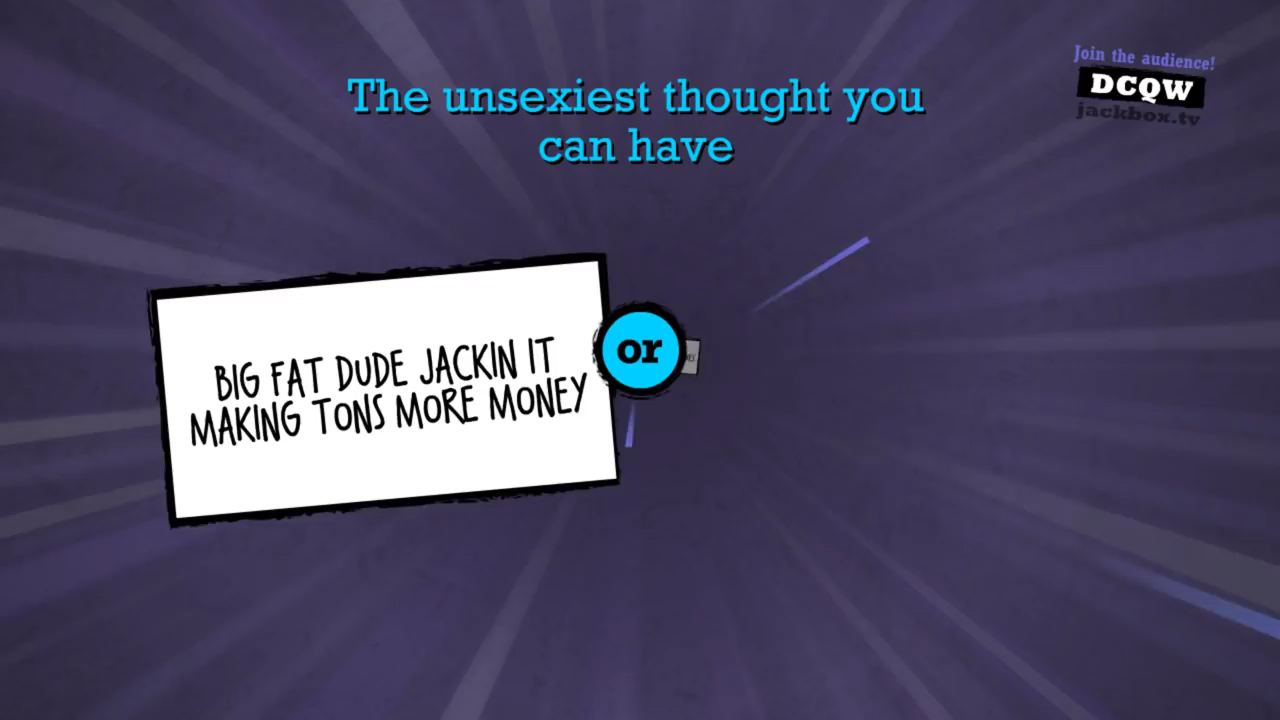 Join the audience!
DCQW
jackbox.tv
The unsexiest thought you
can have
BIG FAT DUDE JACKIN IT
MAKING TONS MORE MONEY
or